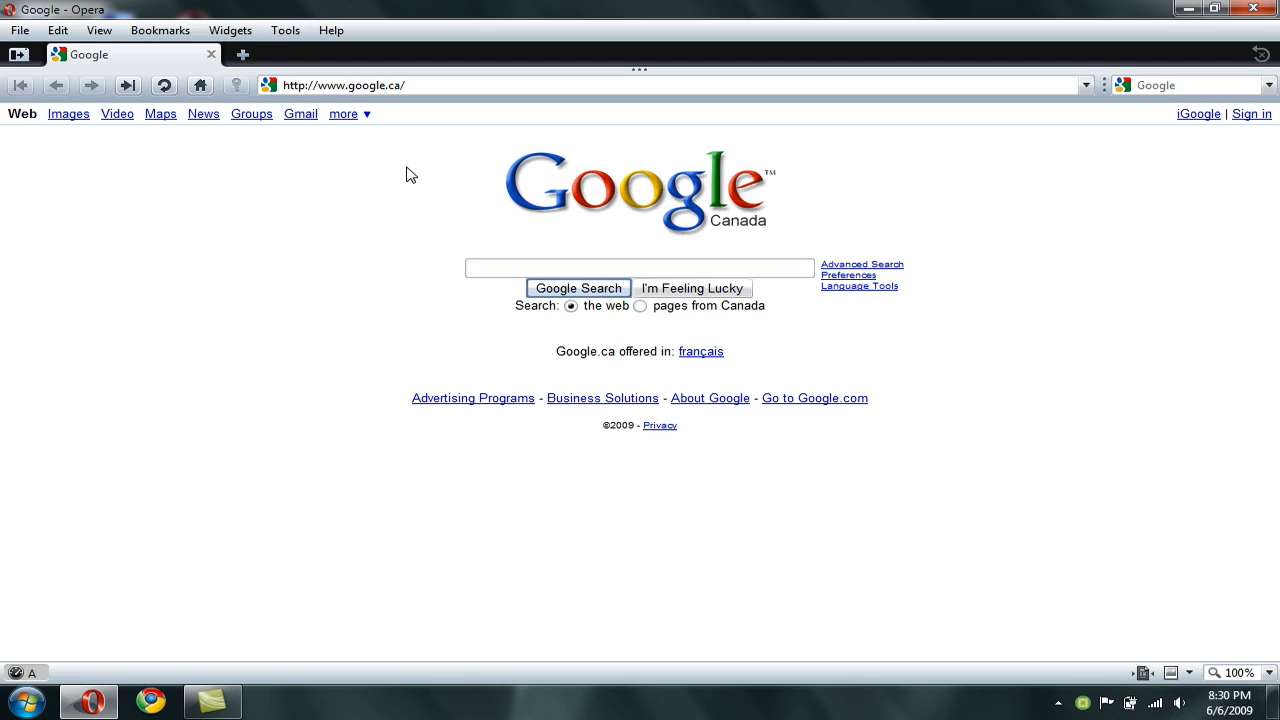 Google - Opera
File Edit View Bookmarks Widgets Tools Help
Google
http://www.google.ca/ Google
Web Images Video Maps News Groups Gmail more ▼ iGoogle | Sign in
Google™
Canada
Advanced Search
Preferences
Language Tools
Google Search I'm Feeling Lucky
Search: the web pages from Canada
Google.ca offered in: français
Advertising Programs - Business Solutions - About Google - Go to Google.com
©2009 - Privacy
A 100%
8:30 PM
6/6/2009